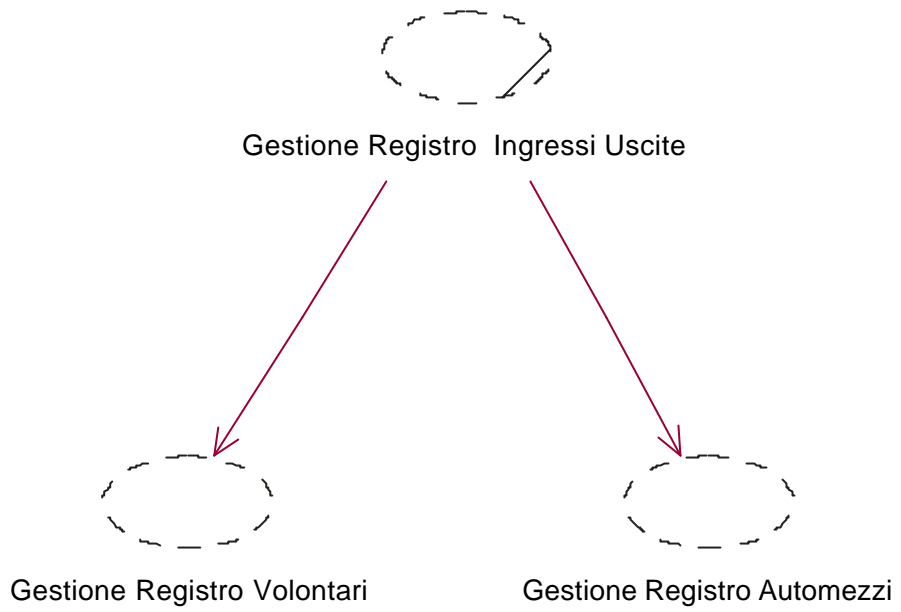 Gestione Registro  Ingressi Uscite
Gestione Registro Volontari
Gestione Registro Automezzi